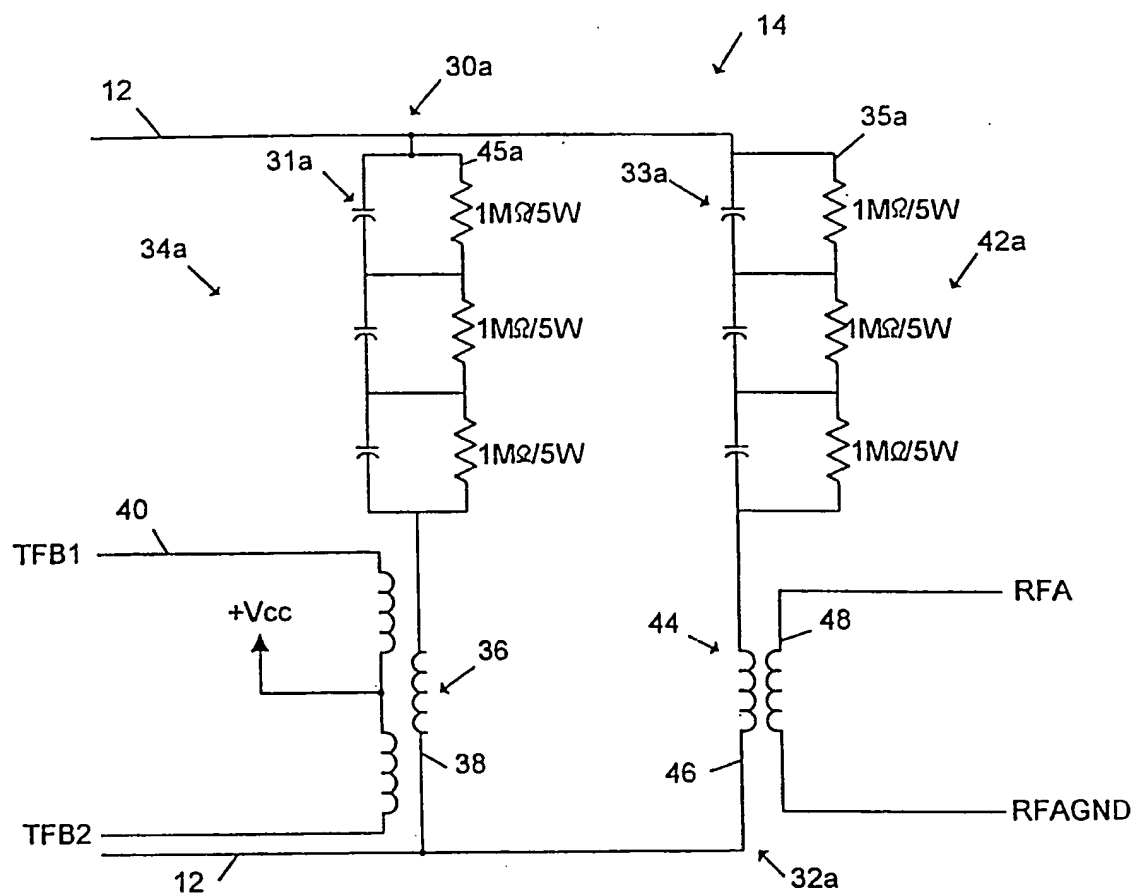 14
30a
12
35a
45a
31a
33a
1MΩ/5W
1MΩ/5W
34a
42a
1MΩ/5W
1MΩ/5W
1MΩ/5W
1MΩ/5W
40
TFB1
RFA
+Vcc
44
48
36
38
46
TFB2
RFAGND
12
32a